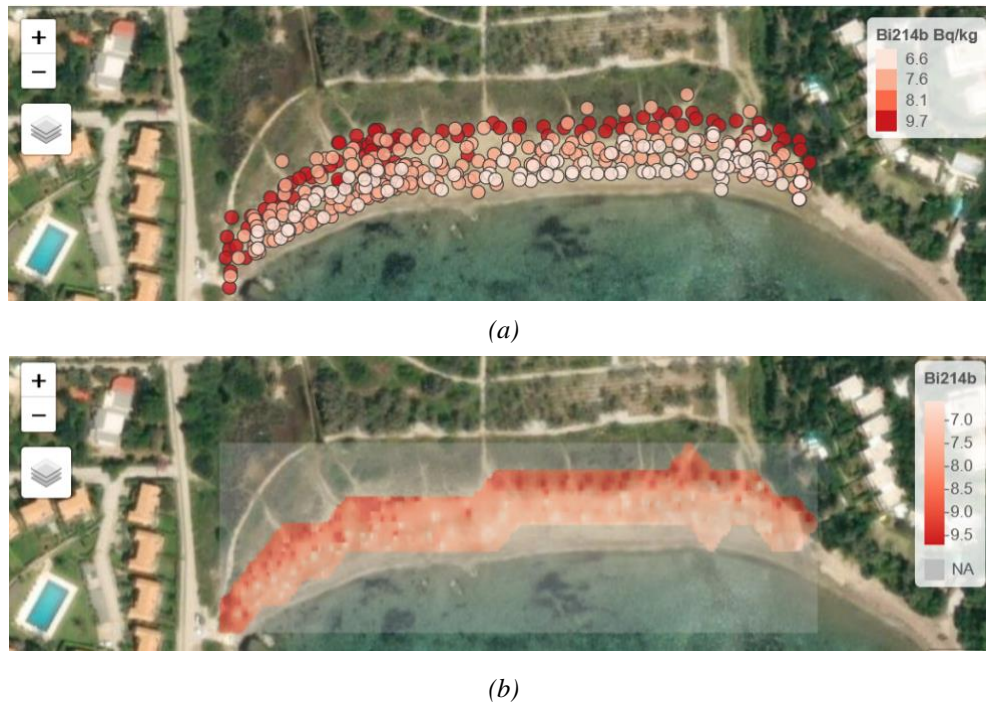 +
−
Bi214b Bq/kg
6.6
7.6
8.1
9.7
(a)
+
−
Bi214b
-7.0
-7.5
-8.0
-8.5
-9.0
-9.5
NA
(b)